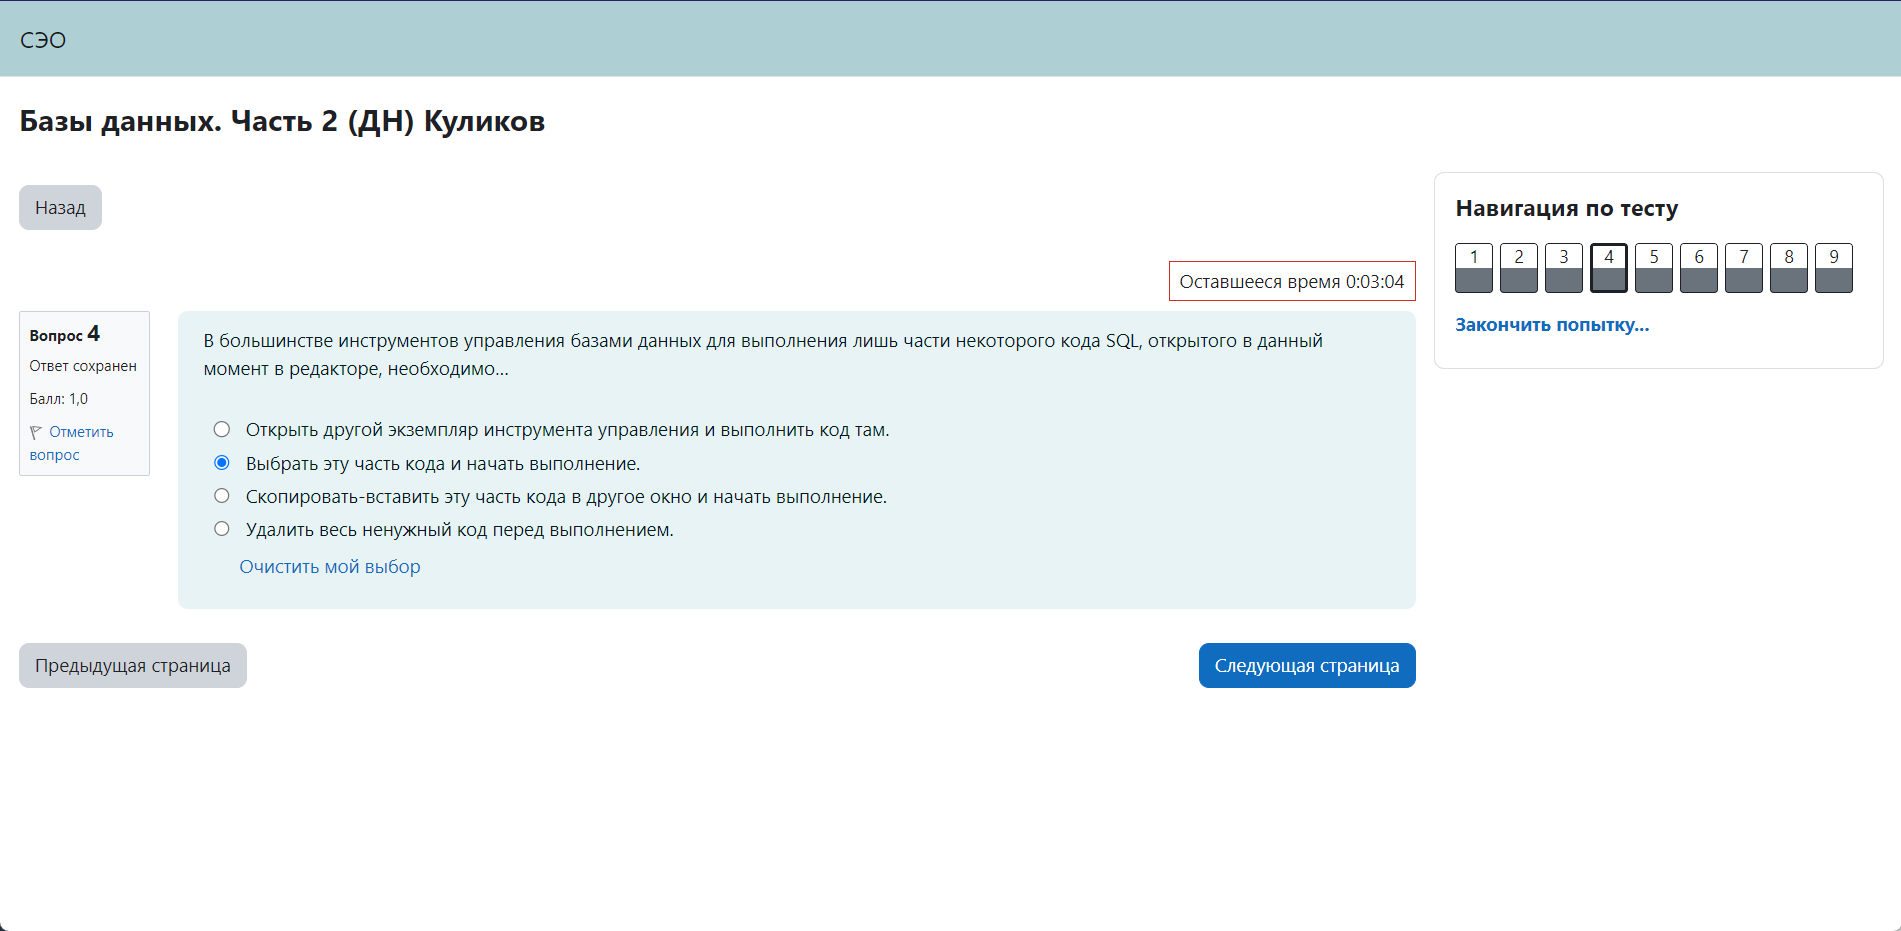 СЭО
Базы данных. Часть 2 (ДН) Куликов
Назад
Оставшееся время 0:03:04
Вопрос 4
Ответ сохранен
Балл: 1,0
Отметить
вопрос
В большинстве инструментов управления базами данных для выполнения лишь части некоторого кода SQL, открытого в данный
момент в редакторе, необходимо...
Открыть другой экземпляр инструмента управления и выполнить код там.
Выбрать эту часть кода и начать выполнение.
Скопировать-вставить эту часть кода в другое окно и начать выполнение.
Удалить весь ненужный код перед выполнением.
Очистить мой выбор
Предыдущая страница
Следующая страница
Навигация по тесту
1 2 3 4 5 6 7 8 9
Закончить попытку...